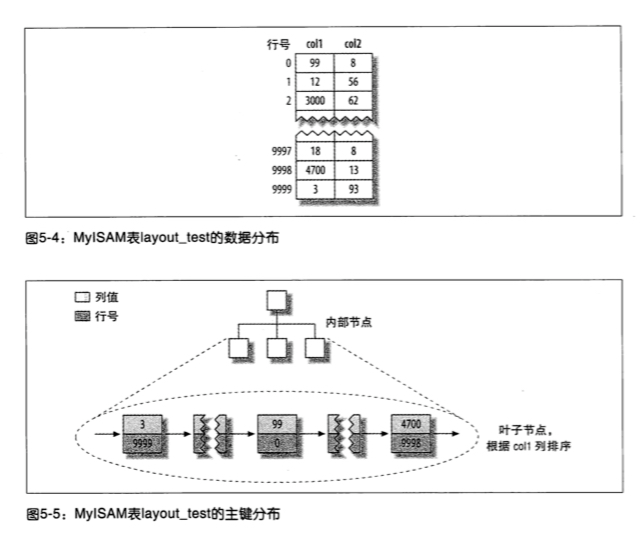 行号 col1 col2
0 99 8
1 12 56
2 3000 62
9997 18 8
9998 4700 13
9999 3 93
图5-4：MyISAM表layout_test的数据分布
列值
行号
内部节点
3 99 4700
9999 0 9998
叶子节点，
根据 col1 列排序
图5-5：MyISAM表layout_test的主键分布